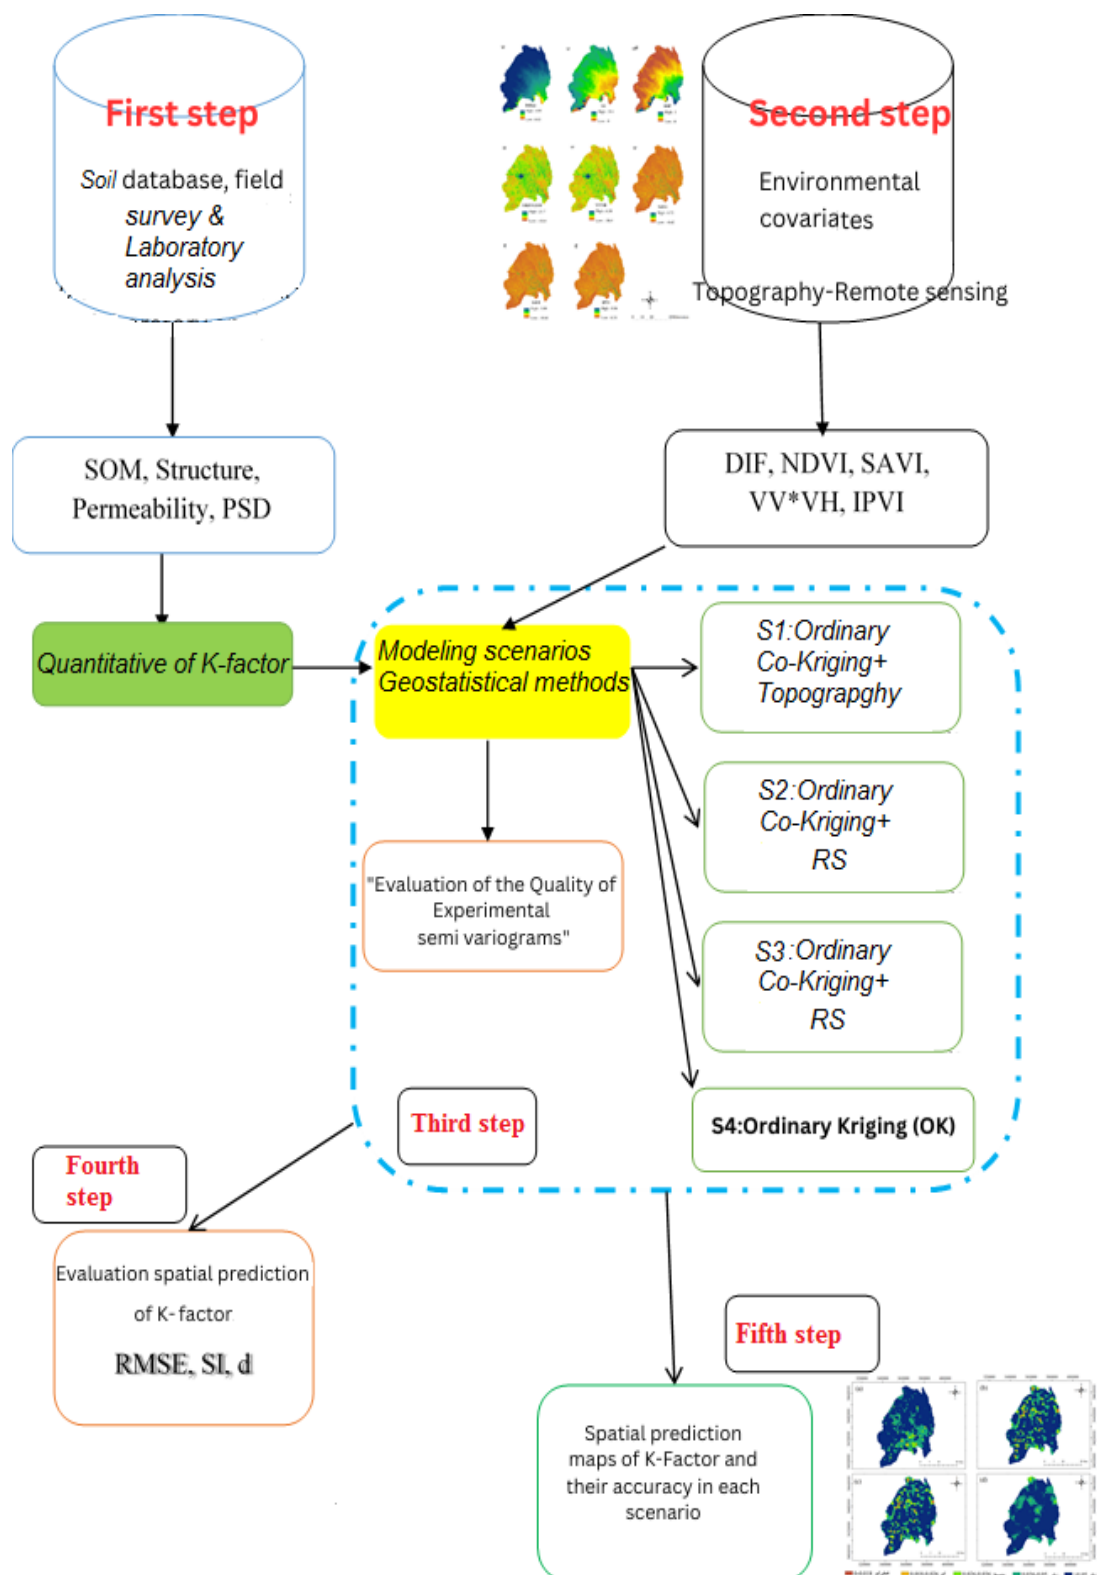 First step
Soil database, field
survey &
Laboratory
analysis
Second step
Environmental
covariates
Topography-Remote sensing
SOM, Structure,
Permeability, PSD
DIF, NDVI, SAVI,
VV*VH, IPVI
Quantitative of K-factor
Modeling scenarios
Geostatistical methods
S1:Ordinary
Co-Kriging+
Topograpghy
S2:Ordinary
Co-Kriging+
RS
"Evaluation of the Quality of
Experimental
semi variograms"
S3:Ordinary
Co-Kriging+
RS
Third step
S4:Ordinary Kriging (OK)
Fourth
step
Evaluation spatial prediction
of K-factor
RMSE, SI, d
Fifth step
Spatial prediction
maps of K-Factor and
their accuracy in each
scenario
(a)
(b)
(c)
(d)